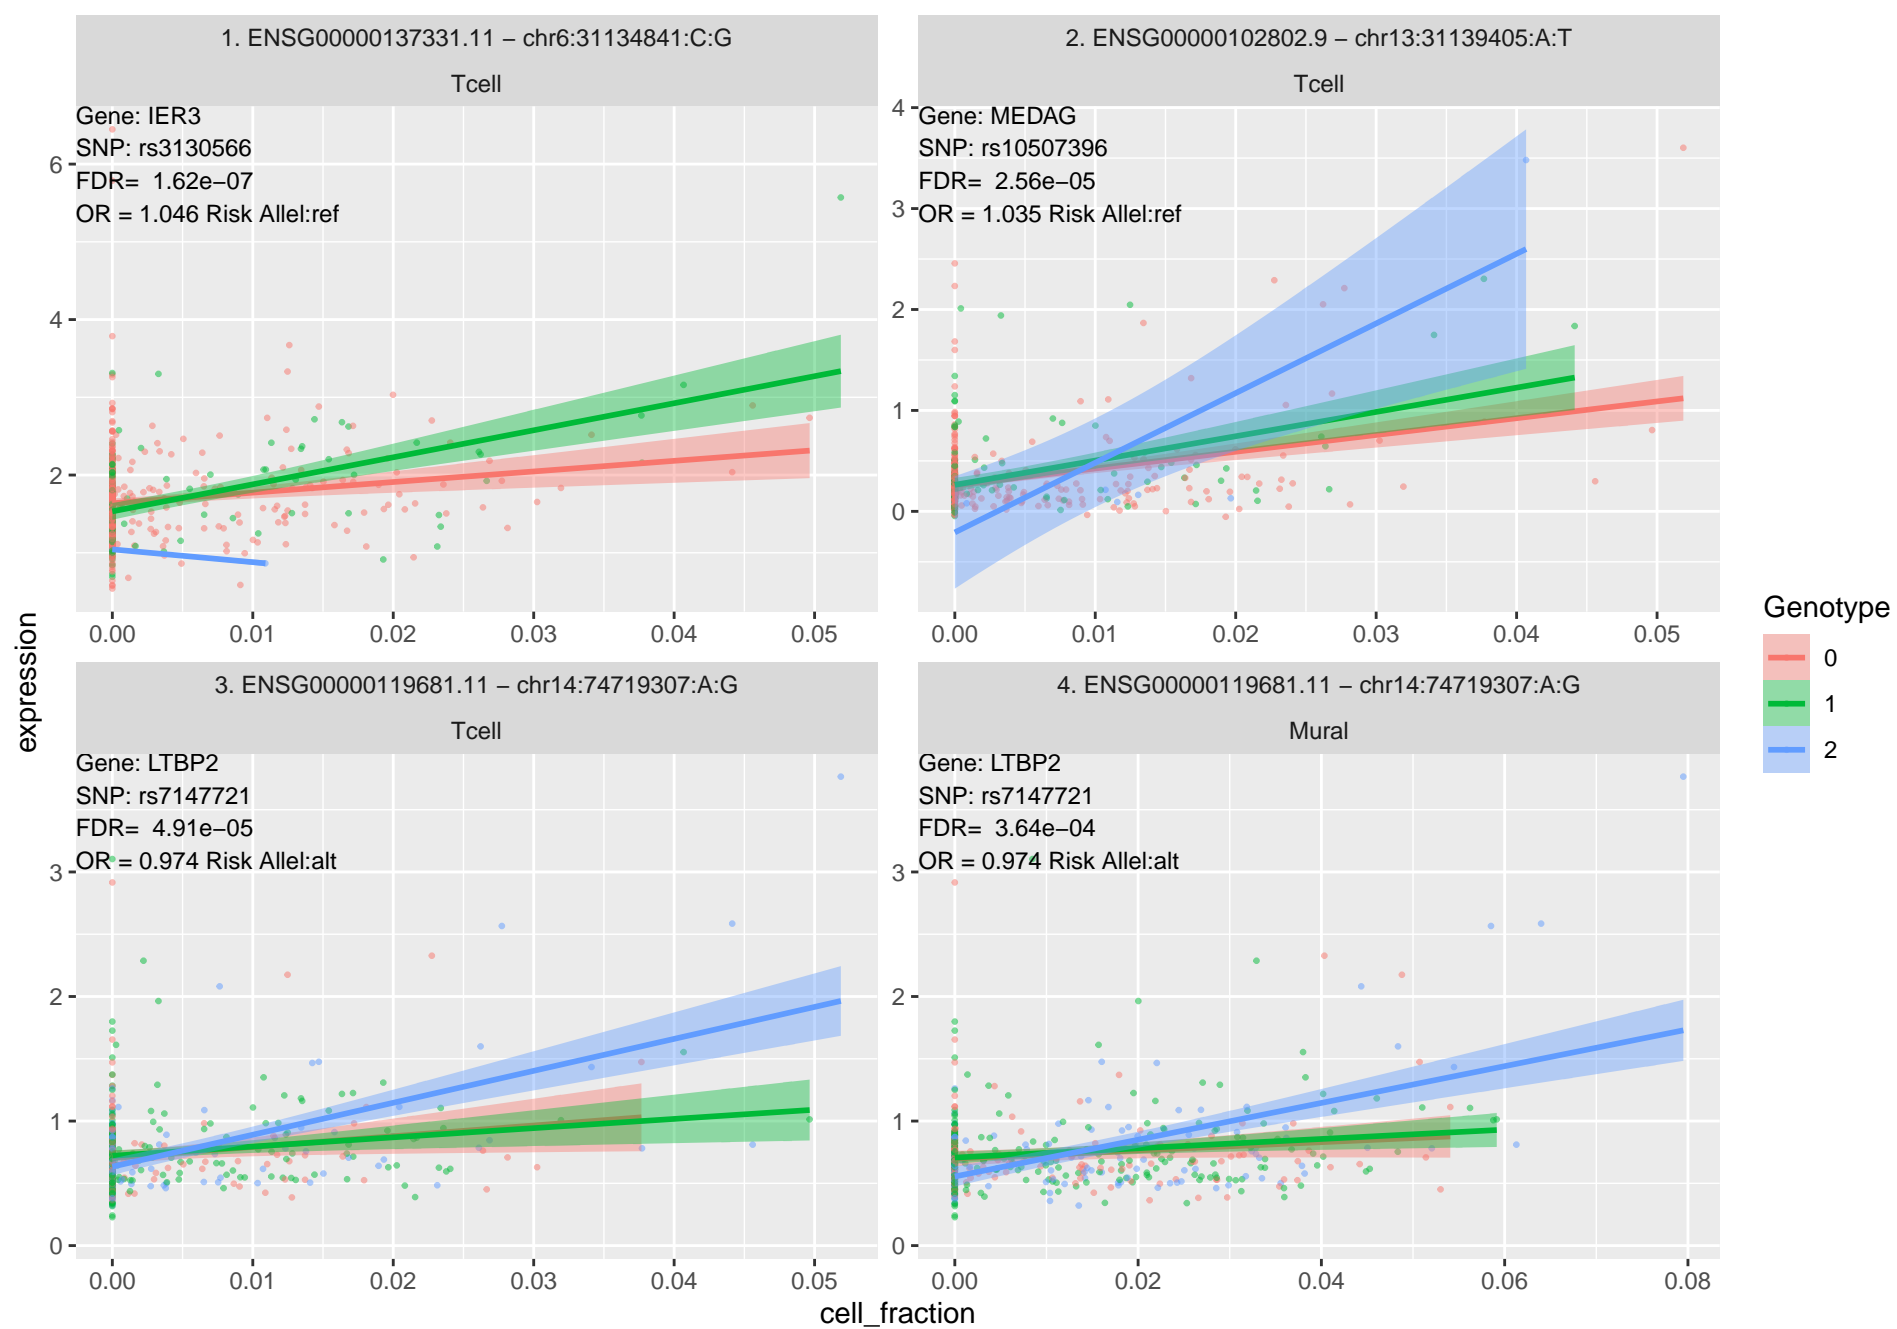 1. ENSG00000137331.11 – chr6:31134841:C:G
Tcell
Gene: IER3
SNP: rs3130566
FDR=  1.62e−07
OR = 1.046 Risk Allel:ref
6
4
2
0.00 0.01 0.02 0.03 0.04 0.05
2. ENSG00000102802.9 – chr13:31139405:A:T
Tcell
Gene: MEDAG
SNP: rs10507396
FDR=  2.56e−05
OR = 1.035 Risk Allel:ref
4
3
2
1
0
0.00 0.01 0.02 0.03 0.04 0.05
3. ENSG00000119681.11 – chr14:74719307:A:G
Tcell
Gene: LTBP2
SNP: rs7147721
FDR=  4.91e−05
OR = 0.974 Risk Allel:alt
3
2
1
0
0.00 0.01 0.02 0.03 0.04 0.05
4. ENSG00000119681.11 – chr14:74719307:A:G
Mural
Gene: LTBP2
SNP: rs7147721
FDR=  3.64e−04
OR = 0.974 Risk Allel:alt
3
2
1
0
0.00 0.02 0.04 0.06 0.08
expression
cell_fraction
Genotype
0
1
2